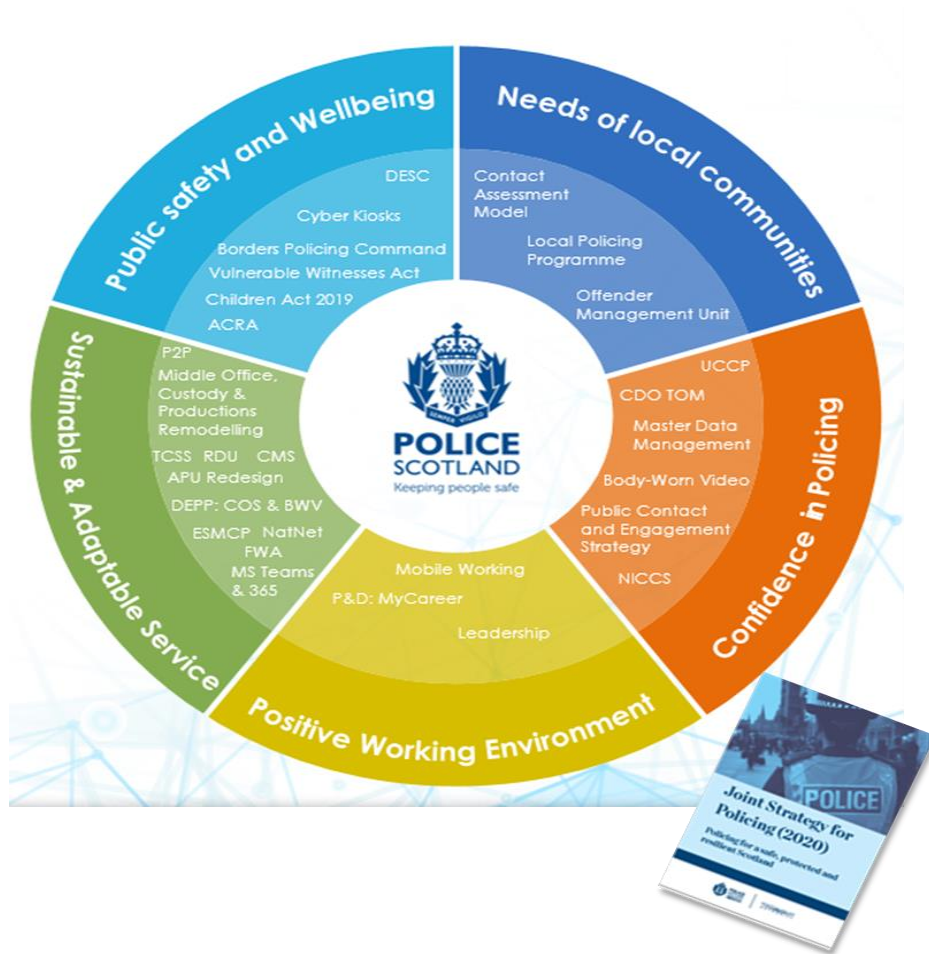 Public safety and Wellbeing
DESC
Cyber Kiosks
Borders Policing Command
Vulnerable Witnesses Act
Children Act 2019
ACRA
Needs of local communities
Contact
Assessment
Model
Local Policing
Programme
Offender
Management Unit
Confidence in Policing
UCCP
CDO TOM
Master Data
Management
Body-Worn Video
Public Contact
and Engagement
Strategy
NICCS
Positive Working Environment
Mobile Working
P&D: MyCareer
Leadership
Sustainable & Adaptable Service
P2P
Middle Office,
Custody &
Productions
Remodelling
TCSS RDU CMS
APU Redesign
DEPP: COS & BWV
ESMCP NatNet
FWA
MS Teams
& 365
SEMPER VIGILO
POLICE
SCOTLAND
Keeping people safe
POLICE
Joint Strategy for
Policing (2020)
Policing for a safe, protected and
resilient Scotland